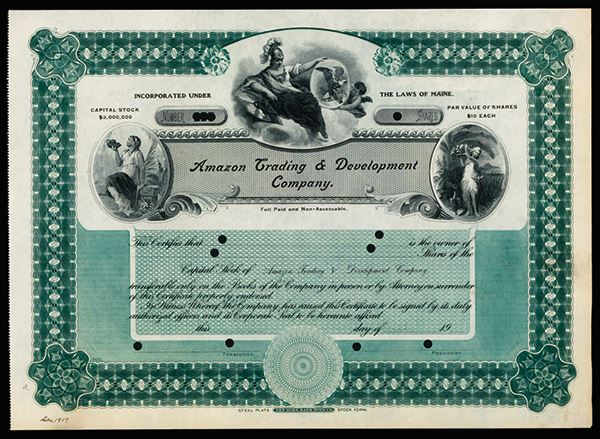 INCORPORATED UNDER
THE LAWS OF MAINE.
CAPITAL STOCK
$3,000,000
NUMBER
SHARES
PAR VALUE OF SHARES
$10 EACH
Amazon Trading & Development
Company.
Full Paid and Non-Assessable.
This Certifies that
is the owner of
Shares of the
Capital Stock of Amazon Trading & Development Company
transferable only on the Books of the Company in person or by Attorney on surrender
of this Certificate properly endorsed.
In Witness Whereof the Company has caused this Certificate to be signed by its duly
authorized officers and its Corporate Seal to be hereunto affixed
this day of 19
TREASURER.
PRESIDENT.
STEEL PLATE NEW YORK BANK NOTE CO. STOCK FORM.